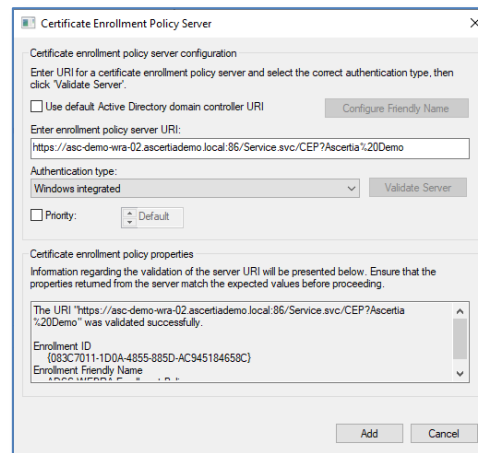 Certificate Enrollment Policy Server
Certificate enrollment policy server configuration
Enter URI for a certificate enrollment policy server and select the correct authentication type, then
click 'Validate Server'.
Use default Active Directory domain controller URI
Configure Friendly Name
Enter enrollment policy server URI:
https://asc-demo-wra-02.ascertiademo.local:86/Service.svc/CEP?Ascertia%20Demo
Authentication type:
Windows integrated
Validate Server
Priority:
Default
Certificate enrollment policy properties
Information regarding the validation of the server URI will be presented below. Ensure that the
properties returned from the server match the expected values before proceeding.
The URI "https://asc-demo-wra-02.ascertiademo.local:86/Service.svc/CEP?Ascertia
%20Demo" was validated successfully.
Enrollment ID
{083C7011-1D0A-4855-885D-AC945184658C}
Enrollment Friendly Name
Add
Cancel